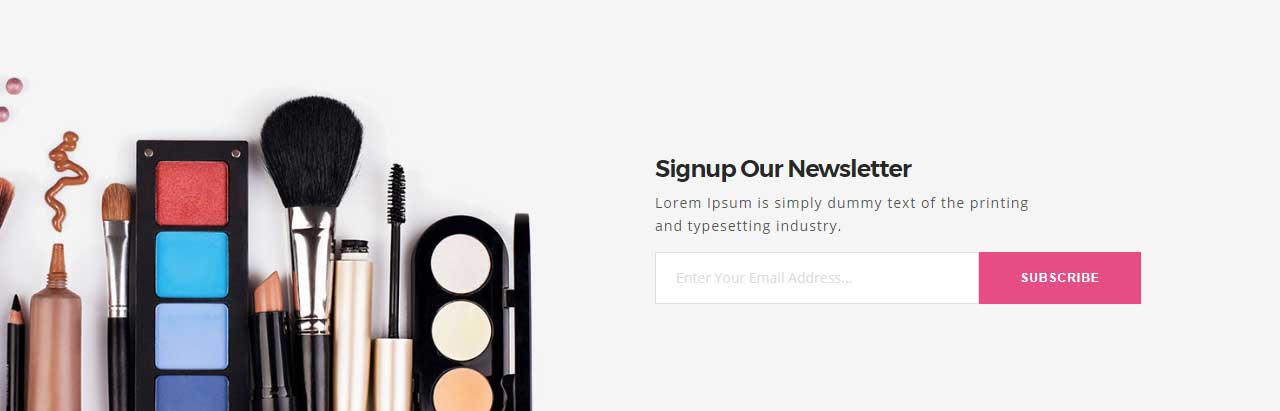 Signup Our Newsletter
Lorem Ipsum is simply dummy text of the printing
and typesetting industry.
Enter Your Email Address...
SUBSCRIBE